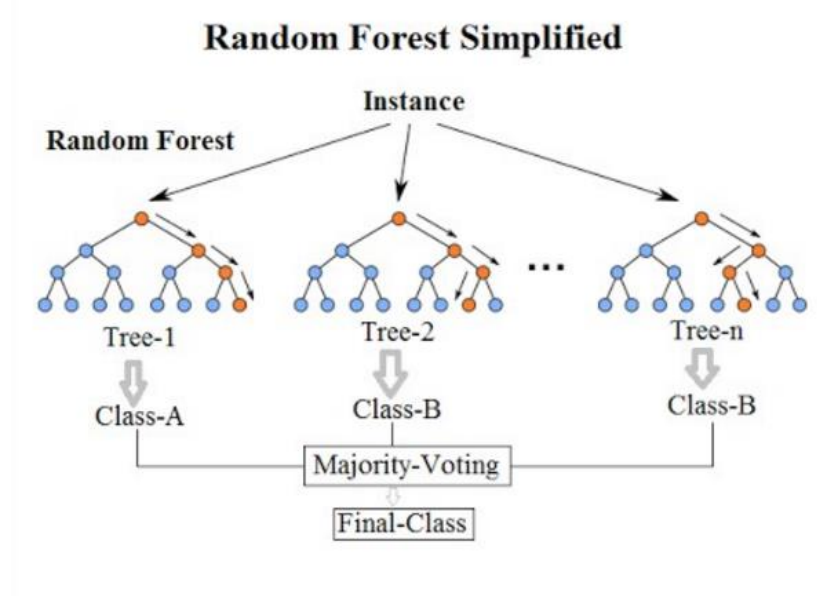 Random Forest Simplified
Instance
Random Forest
...
Tree-1
Tree-2
Tree-n
Class-A
Class-B
Class-B
Majority-Voting
Final-Class